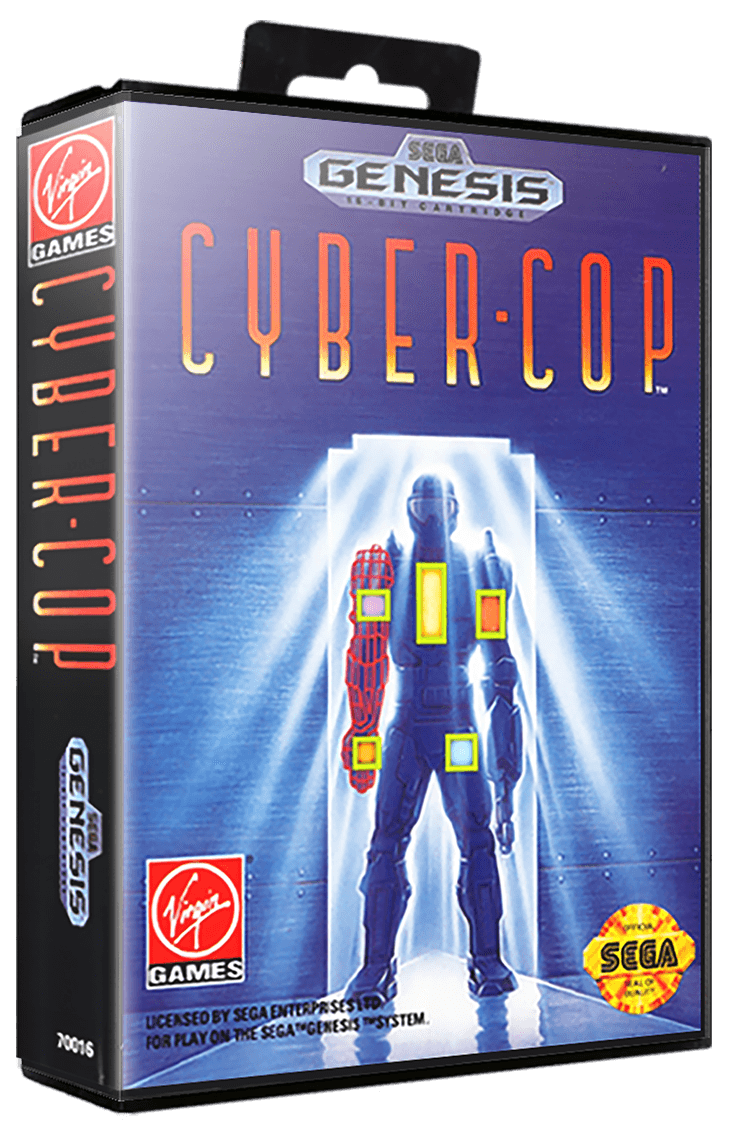 Virgin
GAMES
CYBER·COP
TM
SEGA
GENESIS
70016
SEGA
GENESIS
16-BIT CARTRIDGE
CYBER·COP
TM
Virgin
GAMES
LICENSED BY SEGA ENTERPRISES LTD.
FOR PLAY ON THE SEGA™ GENESIS™ SYSTEM.
OFFICIAL
SEGA
SEAL OF
QUALITY